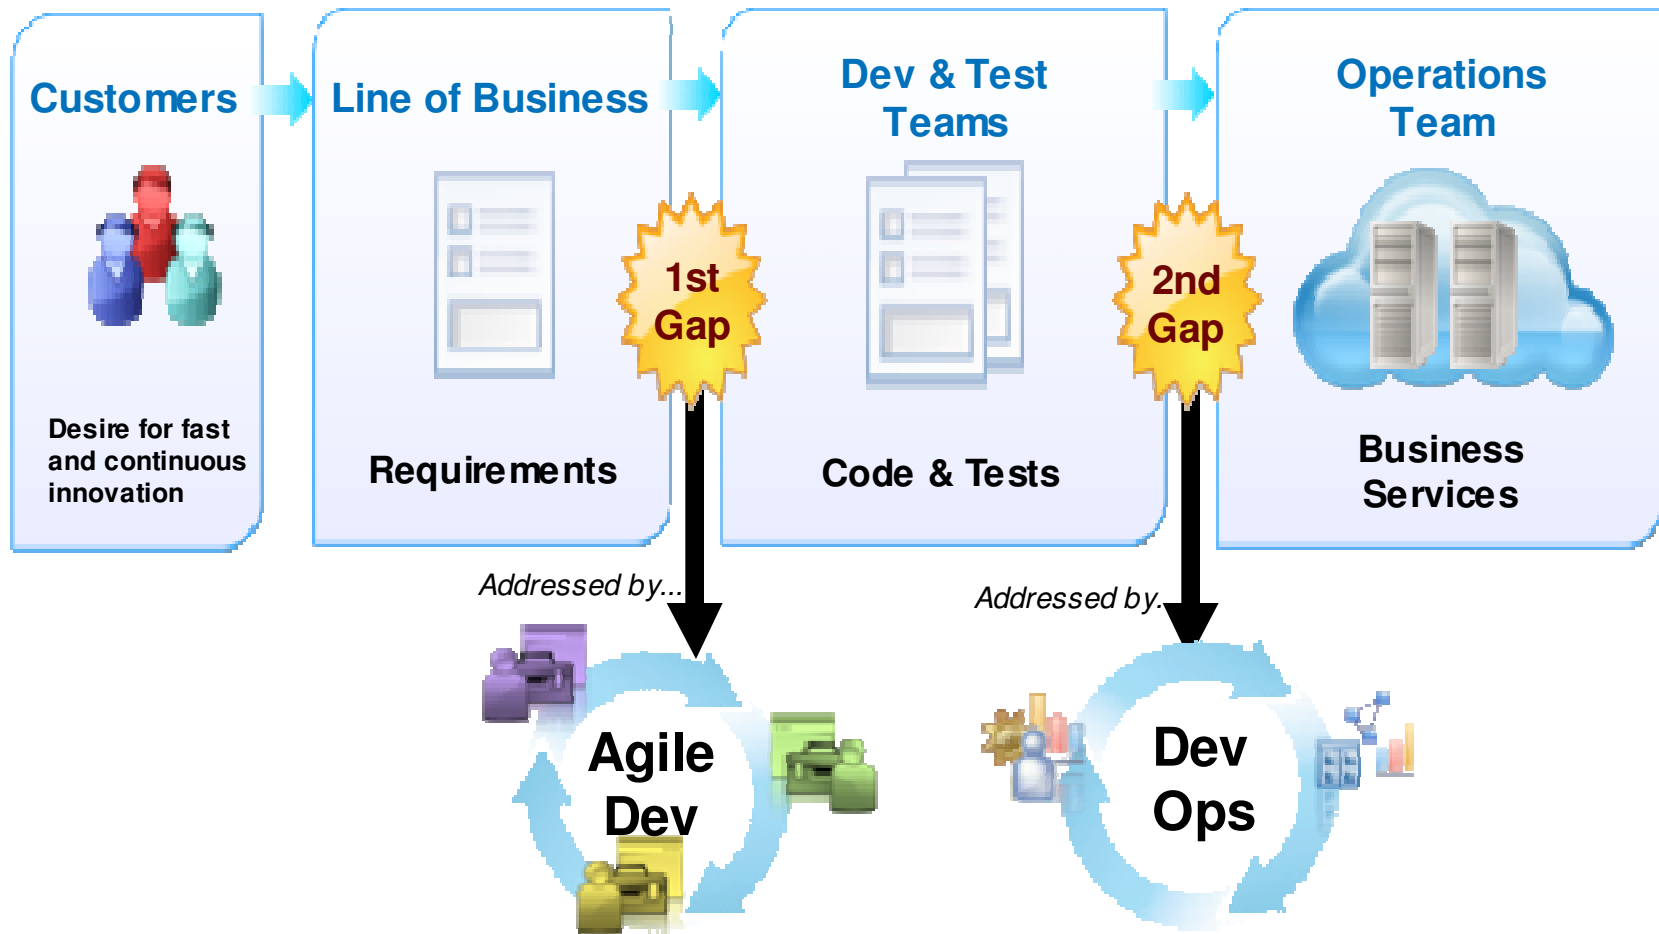 Customers
Line of Business
Dev & Test
Teams
Operations
Team
1st
Gap
2nd
Gap
Desire for fast
and continuous
innovation
Requirements
Code & Tests
Business
Services
Addressed by...
Addressed by.
Agile
Dev
Dev
Ops